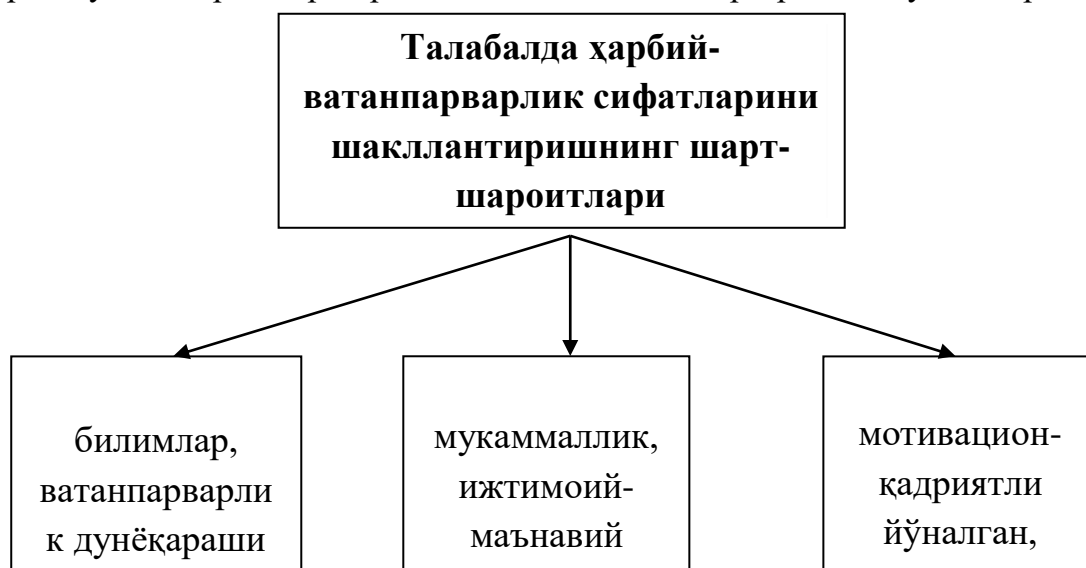 Талабалда ҳарбий-
ватанпарварлик сифатларини
шакллантиришнинг шарт-
шароитлари
билимлар,
ватанпарварли
к дунёқараши
мукаммаллик,
ижтимоий-
маънавий
мотивацион-
қадриятли
йўналган,